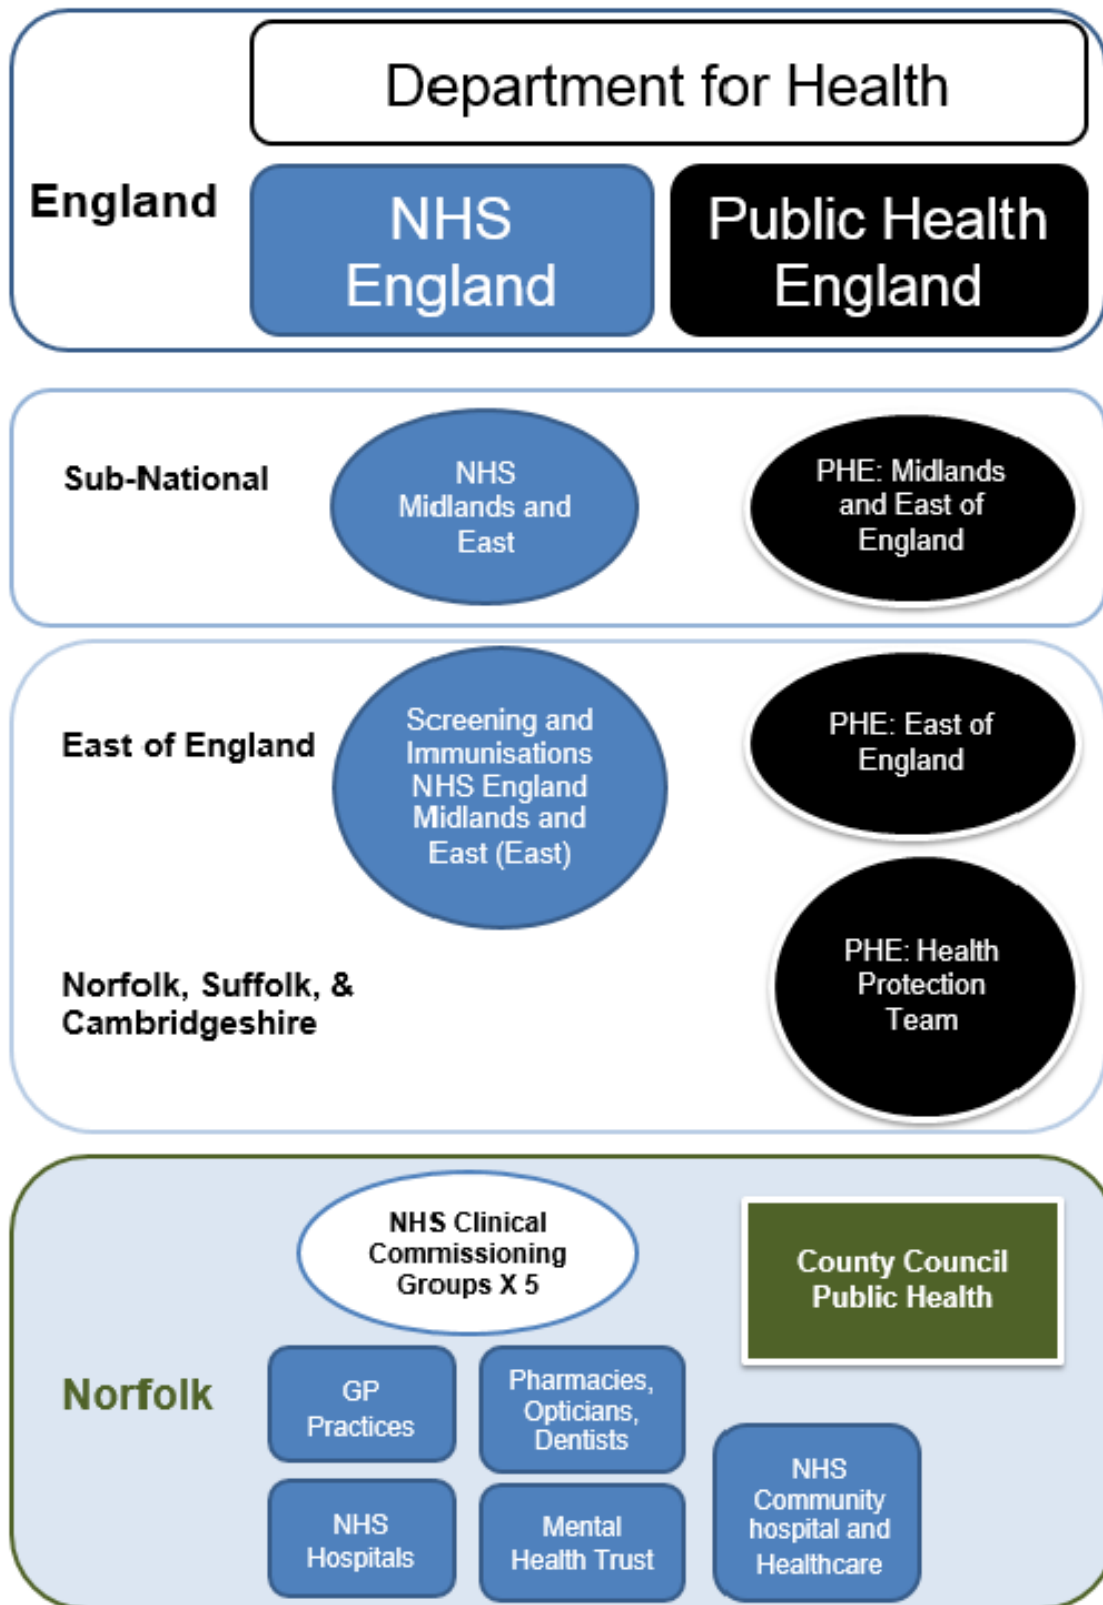 Department for Health
England
NHS
England
Public Health
England
Sub-National
NHS
Midlands and
East
PHE: Midlands
and East of
England
East of England
Screening and
Immunisations
NHS England
Midlands and
East (East)
PHE: East of
England
Norfolk, Suffolk, &
Cambridgeshire
PHE: Health
Protection
Team
NHS Clinical
Commissioning
Groups X 5
County Council
Public Health
Norfolk
GP
Practices
Pharmacies,
Opticians,
Dentists
NHS
Hospitals
Mental
Health Trust
NHS
Community
hospital and
Healthcare